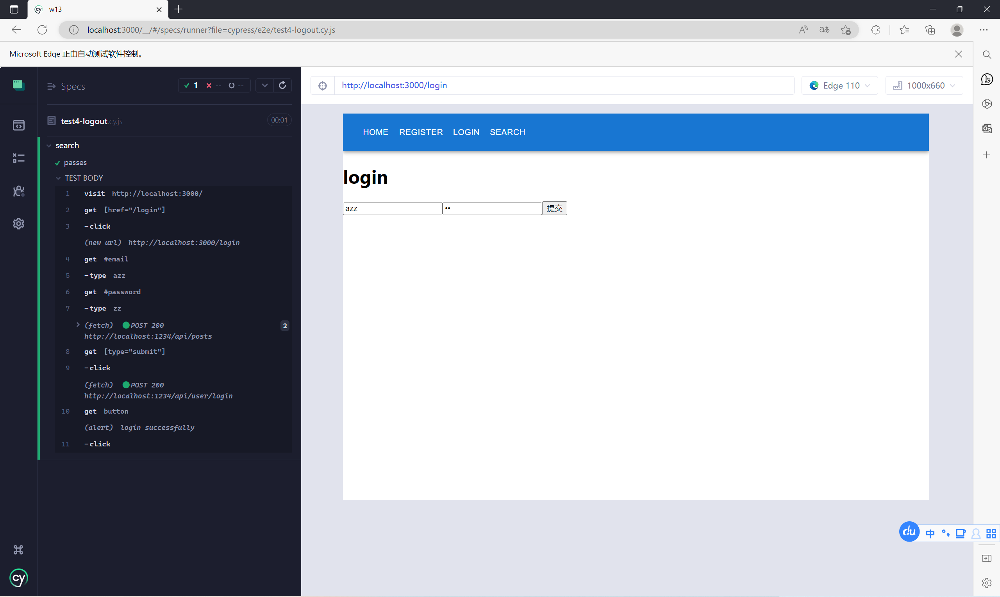 w13
localhost:3000/__/#/specs/runner?file=cypress/e2e/test4-logout.cy.js
Microsoft Edge 正由自动测试软件控制。
Specs
1 -- --
http://localhost:3000/login
Edge 110
1000x660
test4-logout.cy.js
00:01
search
passes
TEST BODY
1 visit http://localhost:3000/
2 get [href="/login"]
3 -click
(new url) http://localhost:3000/login
4 get #email
5 -type azz
6 get #password
7 -type zz
(fetch) POST 200 2
http://localhost:1234/api/posts
8 get [type="submit"]
9 -click
(fetch) POST 200
http://localhost:1234/api/user/login
10 get button
(alert) login successfully
11 -click
HOME REGISTER LOGIN SEARCH
login
azz •• 提交
cy
du 中